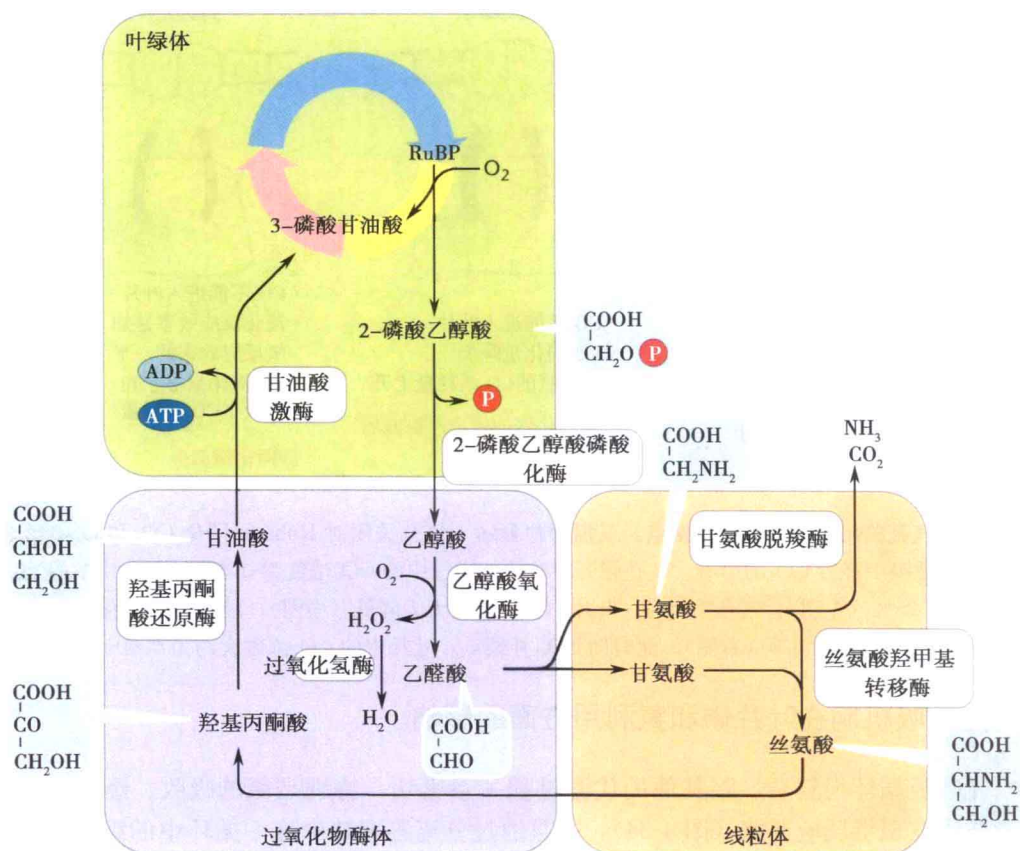 叶绿体
RuBP
O₂
3-磷酸甘油酸
2-磷酸乙醇酸
COOH
CH₂O P
ADP
ATP
甘油酸
激酶
P
2-磷酸乙醇酸磷酸
化酶
COOH
CH₂NH₂
NH₃
CO₂
COOH
CHOH
CH₂OH
甘油酸
乙醇酸
甘氨酸脱羧酶
羟基丙酮
酸还原酶
O₂
乙醇酸氧
化酶
H₂O₂
甘氨酸
过氧化氢酶
乙醛酸
甘氨酸
丝氨酸羟甲基
转移酶
COOH
CO
CH₂OH
羟基丙酮酸
H₂O
COOH
CHO
丝氨酸
COOH
CHNH₂
CH₂OH
过氧化物酶体
线粒体